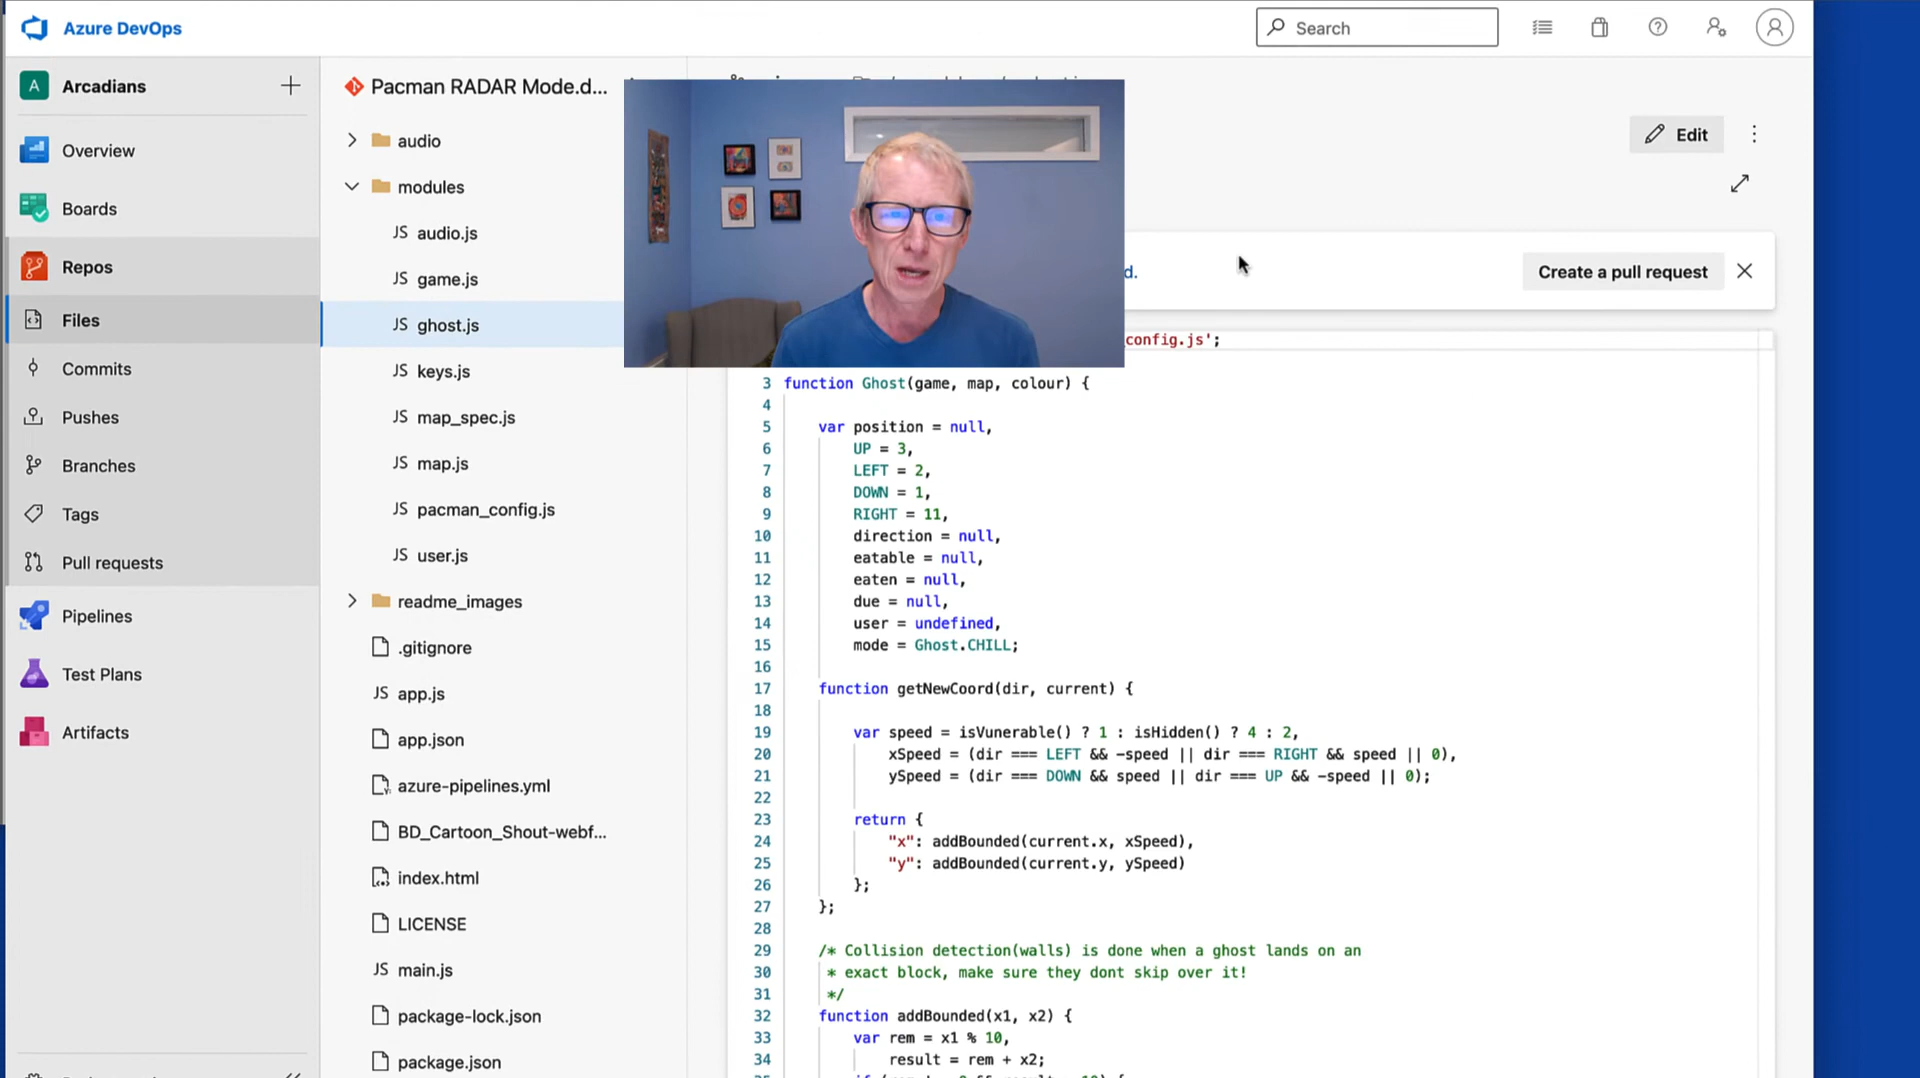 Azure DevOps
Search
A
Arcadians
Overview
Boards
Repos
Files
Commits
Pushes
Branches
Tags
Pull requests
Pipelines
Test Plans
Artifacts
Pacman RADAR Mode.d...
audio
modules
JS audio.js
JS game.js
JS ghost.js
JS keys.js
JS map_spec.js
JS map.js
JS pacman_config.js
JS user.js
readme_images
.gitignore
JS app.js
app.json
azure-pipelines.yml
BD_Cartoon_Shout-webf...
index.html
LICENSE
JS main.js
package-lock.json
package.json
Edit
d.
Create a pull request
config.js';
3 function Ghost(game, map, colour) {
4
5 var position = null,
6 UP = 3,
7 LEFT = 2,
8 DOWN = 1,
9 RIGHT = 11,
10 direction = null,
11 eatable = null,
12 eaten = null,
13 due = null,
14 user = undefined,
15 mode = Ghost.CHILL;
16
17 function getNewCoord(dir, current) {
18
19 var speed = isVunerable() ? 1 : isHidden() ? 4 : 2,
20 xSpeed = (dir === LEFT && -speed || dir === RIGHT && speed || 0),
21 ySpeed = (dir === DOWN && speed || dir === UP && -speed || 0);
22
23 return {
24 "x": addBounded(current.x, xSpeed),
25 "y": addBounded(current.y, ySpeed)
26 };
27 };
28
29 /* Collision detection(walls) is done when a ghost lands on an
30 * exact block, make sure they dont skip over it!
31 */
32 function addBounded(x1, x2) {
33 var rem = x1 % 10,
34 result = rem + x2;